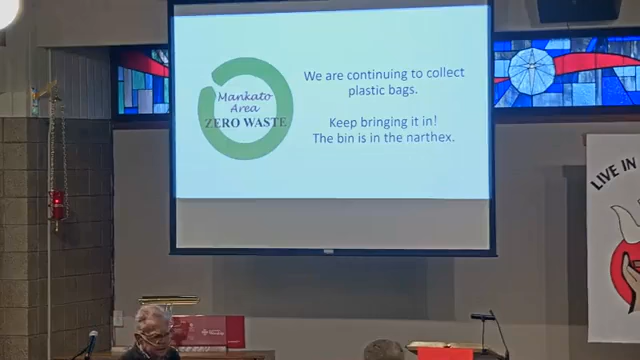 Mankato
Area
ZERO WASTE
We are continuing to collect
plastic bags.
Keep bringing it in!
The bin is in the narthex.
LIVE IN